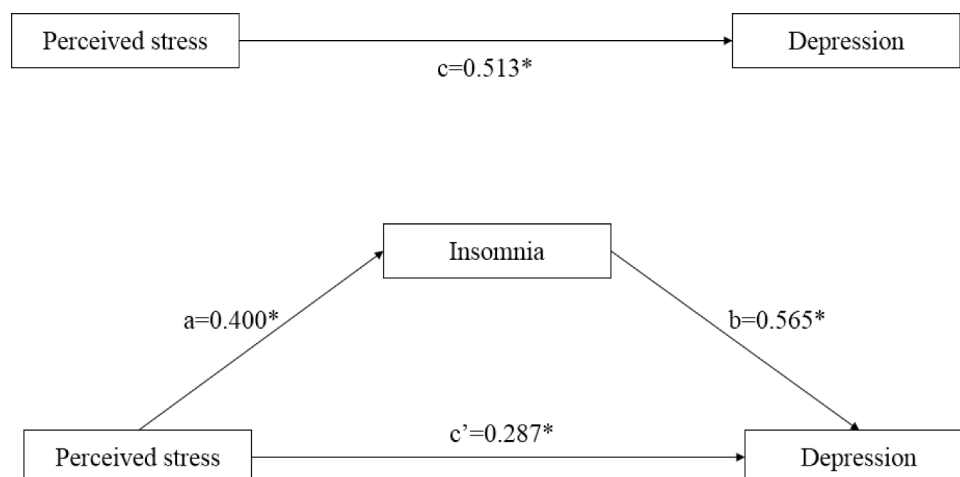 Perceived stress
Depression
c=0.513*
Insomnia
a=0.400*
b=0.565*
c’=0.287*
Perceived stress
Depression